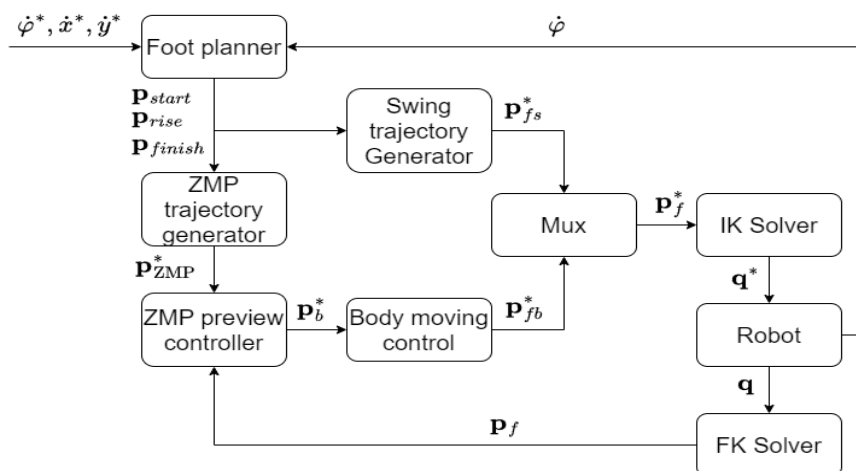 φ̇*, ẋ*, ẏ*
Foot planner
φ̇
p_start
p_rise
p_finish
Swing
trajectory
Generator
p*_fs
ZMP
trajectory
generator
Mux
p*_f
IK Solver
p*_ZMP
q*
ZMP preview
controller
p*_b
Body moving
control
p*_fb
Robot
q
p_f
FK Solver